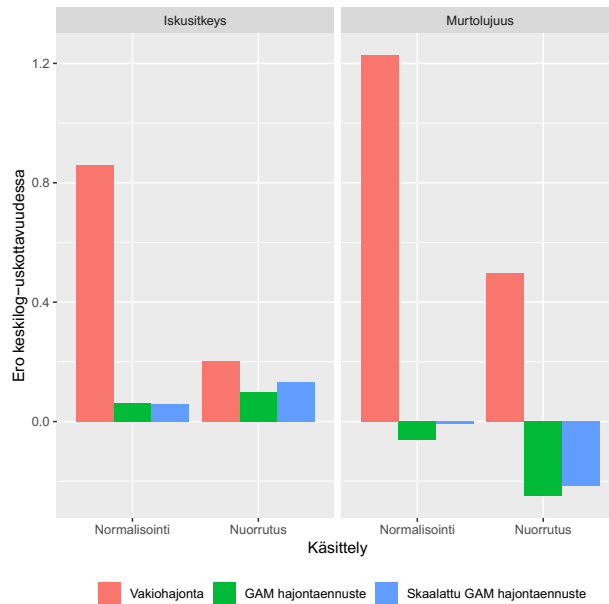 Iskusitkeys
Murtolujuus
Ero keskilog−uskottavuudessa
1.2
0.8
0.4
0.0
Normalisointi
Nuorrutus
Normalisointi
Nuorrutus
Käsittely
Vakiohajonta
GAM hajontaennuste
Skaalattu GAM hajontaennuste